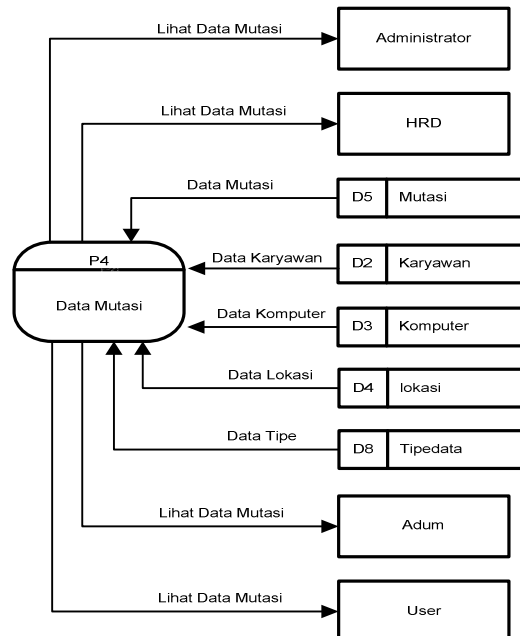 Lihat Data Mutasi
Administrator
Lihat Data Mutasi
HRD
Data Mutasi
D5 Mutasi
P4
Data Mutasi
Data Karyawan
D2 Karyawan
Data Komputer
D3 Komputer
Data Lokasi
D4 lokasi
Data Tipe
D8 Tipedata
Lihat Data Mutasi
Adum
Lihat Data Mutasi
User